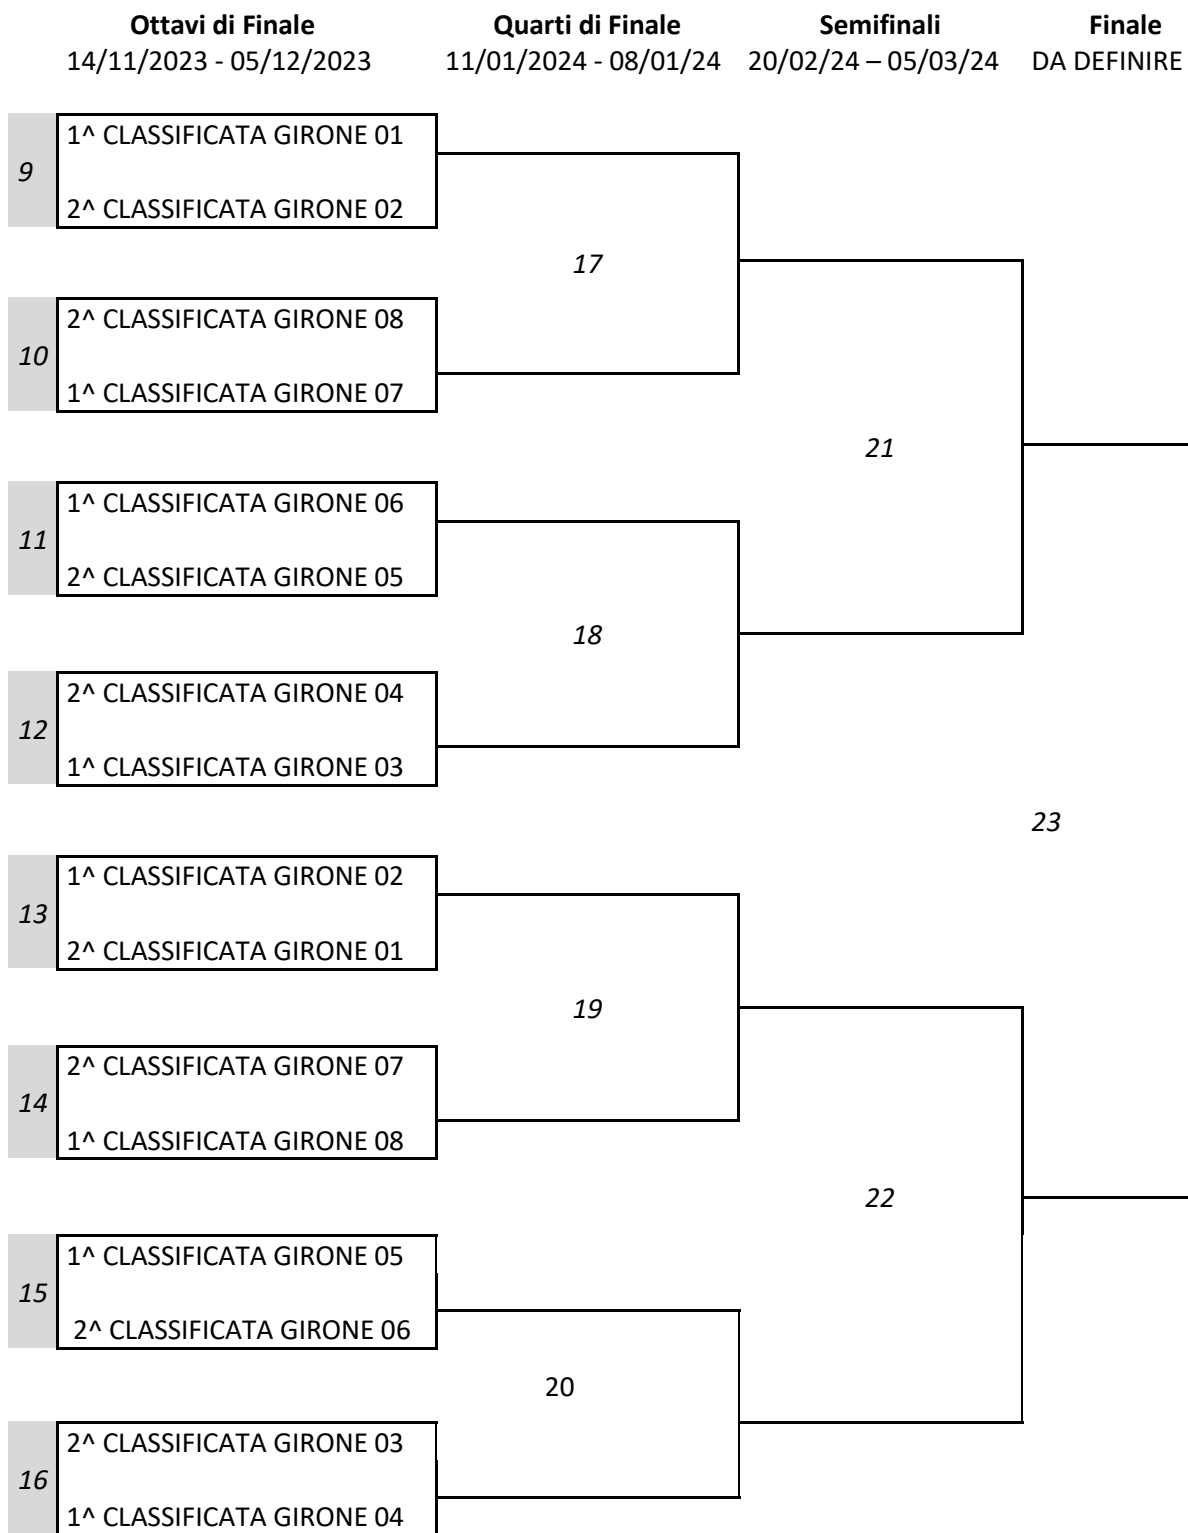 Ottavi di Finale
14/11/2023 - 05/12/2023
Quarti di Finale
11/01/2024 - 08/01/24
Semifinali
20/02/24 – 05/03/24
Finale
DA DEFINIRE
9
1^ CLASSIFICATA GIRONE 01
2^ CLASSIFICATA GIRONE 02
17
10
2^ CLASSIFICATA GIRONE 08
1^ CLASSIFICATA GIRONE 07
21
11
1^ CLASSIFICATA GIRONE 06
2^ CLASSIFICATA GIRONE 05
18
12
2^ CLASSIFICATA GIRONE 04
1^ CLASSIFICATA GIRONE 03
23
13
1^ CLASSIFICATA GIRONE 02
2^ CLASSIFICATA GIRONE 01
19
14
2^ CLASSIFICATA GIRONE 07
1^ CLASSIFICATA GIRONE 08
22
15
1^ CLASSIFICATA GIRONE 05
2^ CLASSIFICATA GIRONE 06
20
16
2^ CLASSIFICATA GIRONE 03
1^ CLASSIFICATA GIRONE 04